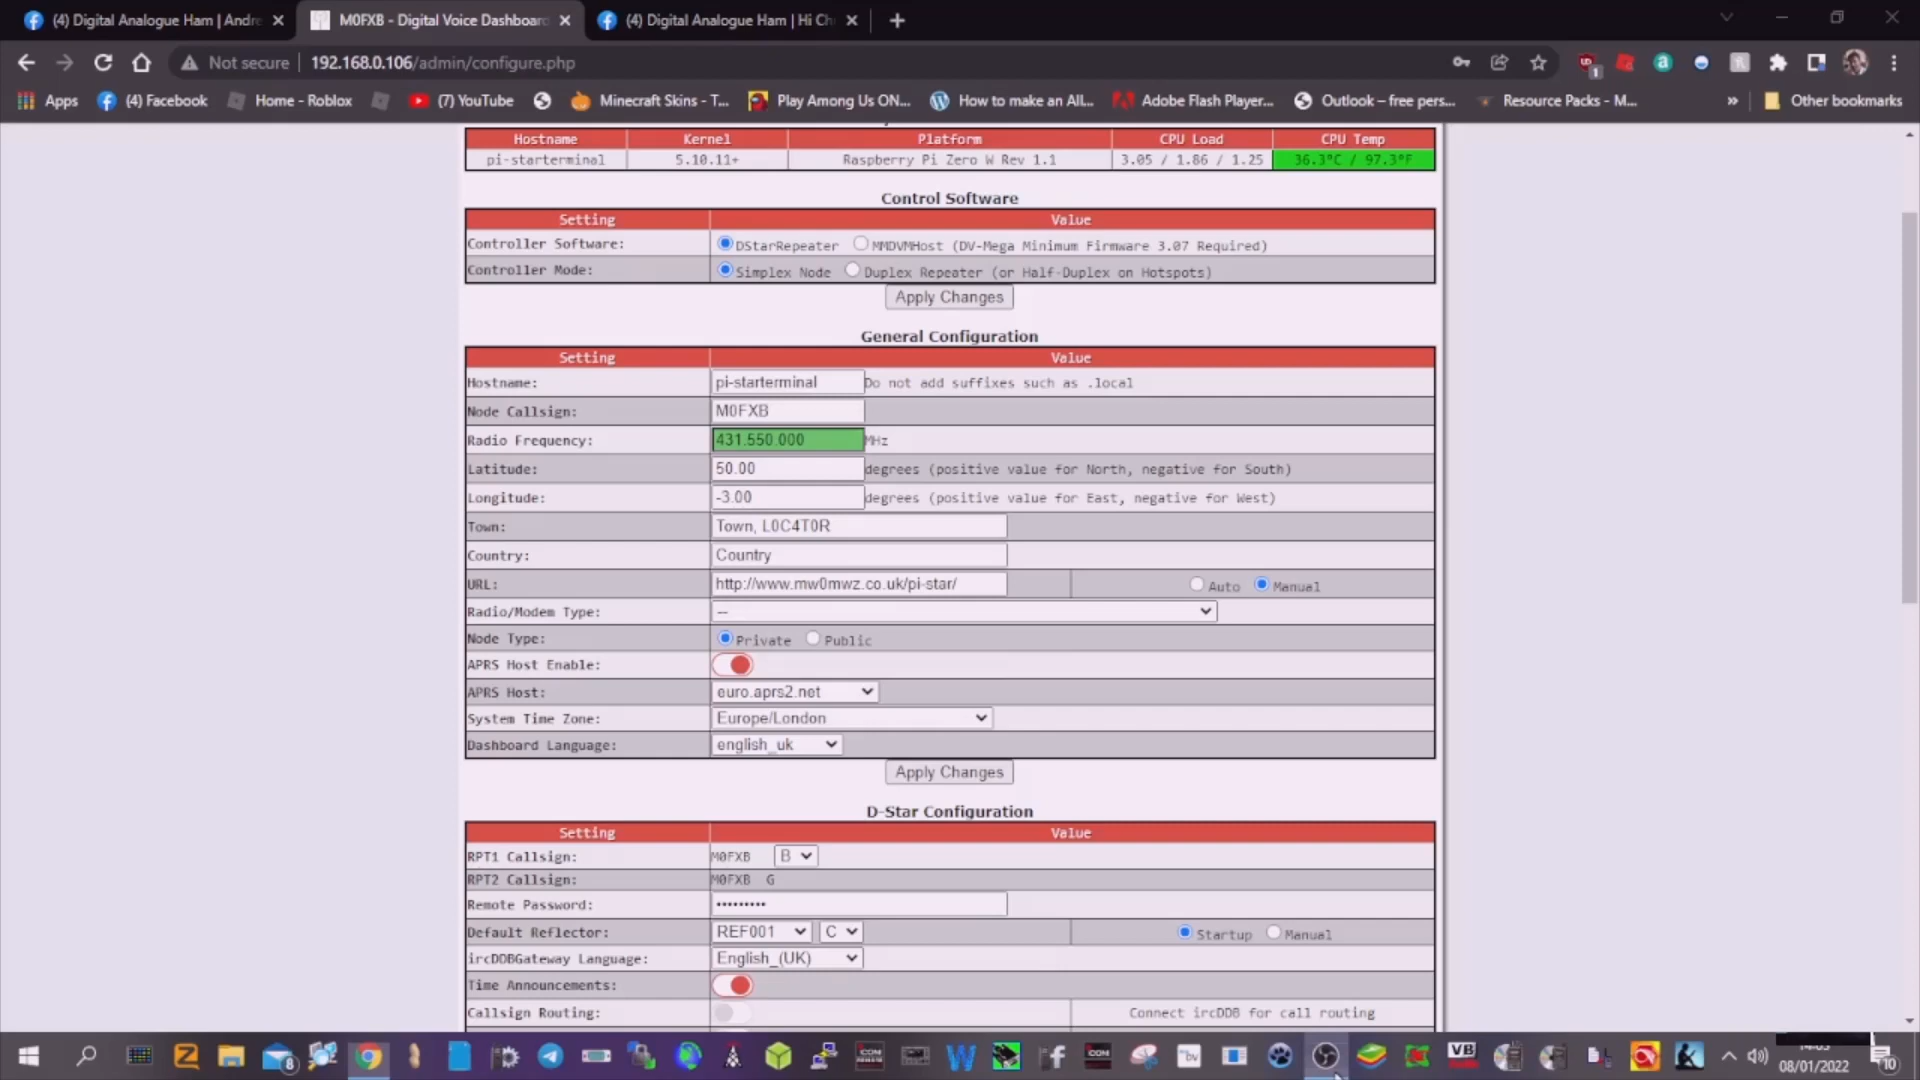 (4) Digital Analogue Ham | Andre
M0FXB - Digital Voice Dashboard
(4) Digital Analogue Ham | Hi Ch
Not secure
192.168.0.106/admin/configure.php
Apps
(4) Facebook
Home - Roblox
(7) YouTube
Minecraft Skins - T...
Play Among Us ON...
How to make an All...
Adobe Flash Player...
Outlook – free pers...
Resource Packs - M...
»
Other bookmarks
Hostname Kernel Platform CPU Load CPU Temp
pi-starterminal 5.10.11+ Raspberry Pi Zero W Rev 1.1 3.05 / 1.86 / 1.25 36.3°C / 97.3°F
Control Software
Setting Value
Controller Software: DStarRepeater MMDVMHost (DV-Mega Minimum Firmware 3.07 Required)
Controller Mode: Simplex Node Duplex Repeater (or Half-Duplex on Hotspots)
Apply Changes
General Configuration
Setting Value
Hostname: pi-starterminal Do not add suffixes such as .local
Node Callsign: M0FXB
Radio Frequency: 431.550.000 MHz
Latitude: 50.00 degrees (positive value for North, negative for South)
Longitude: -3.00 degrees (positive value for East, negative for West)
Town: Town, L0C4T0R
Country: Country
URL: http://www.mw0mwz.co.uk/pi-star/ Auto Manual
Radio/Modem Type: --
Node Type: Private Public
APRS Host Enable:
APRS Host: euro.aprs2.net
System Time Zone: Europe/London
Dashboard Language: english_uk
Apply Changes
D-Star Configuration
Setting Value
RPT1 Callsign: M0FXB B
RPT2 Callsign: M0FXB G
Remote Password: •••••••••
Default Reflector: REF001 C Startup Manual
ircDDBGateway Language: English_(UK)
Time Announcements:
Callsign Routing: Connect ircDDB for call routing
08/01/2022